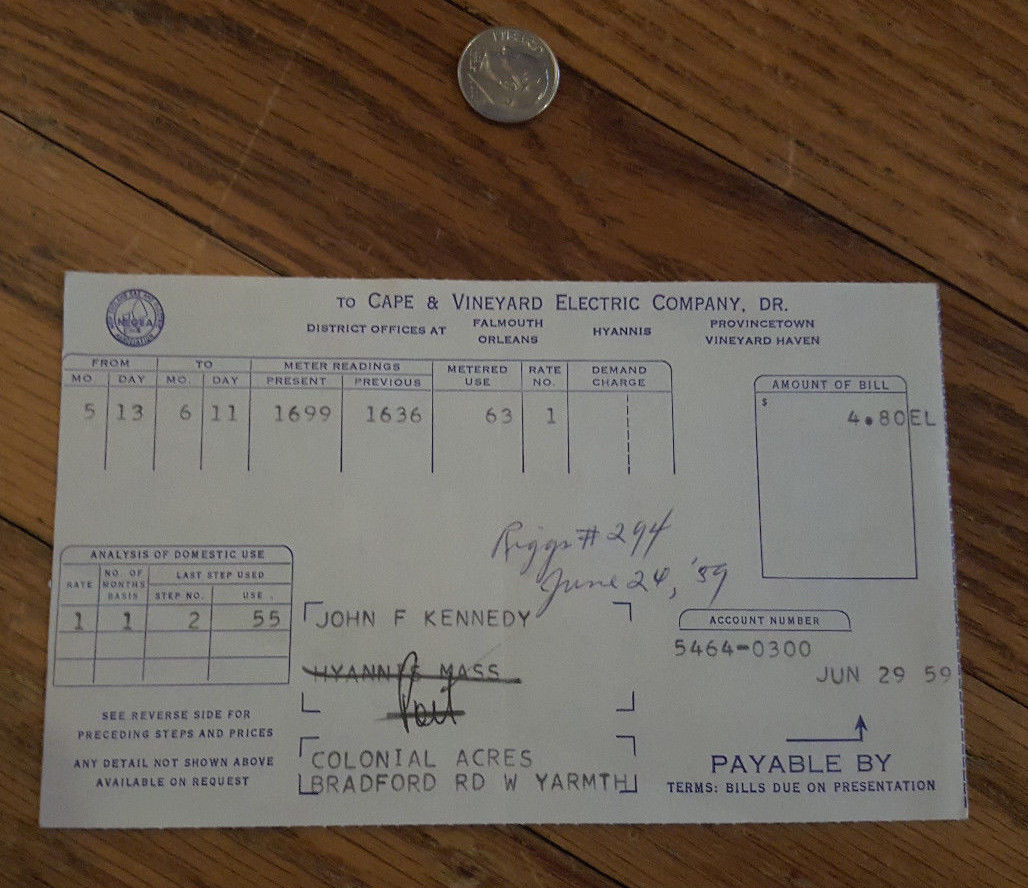 TO CAPE & VINEYARD ELECTRIC COMPANY, DR.
DISTRICT OFFICES AT FALMOUTH ORLEANS HYANNIS PROVINCETOWN VINEYARD HAVEN
NEGEA
FROM TO METER READINGS METERED USE RATE NO. DEMAND CHARGE
MO. DAY MO. DAY PRESENT PREVIOUS
5 13 6 11 1699 1636 63 1
AMOUNT OF BILL
$ 4.80EL
Riggs # 294
June 24, '59
ANALYSIS OF DOMESTIC USE
RATE NO. OF MONTHS BASIS LAST STEP USED
STEP NO. USE
1 1 2 55
JOHN F KENNEDY
HYANNIS MASS
ACCOUNT NUMBER
5464-0300
JUN 29 59
SEE REVERSE SIDE FOR
PRECEDING STEPS AND PRICES
ANY DETAIL NOT SHOWN ABOVE
AVAILABLE ON REQUEST
COLONIAL ACRES
BRADFORD RD W YARMTH
PAYABLE BY
TERMS: BILLS DUE ON PRESENTATION